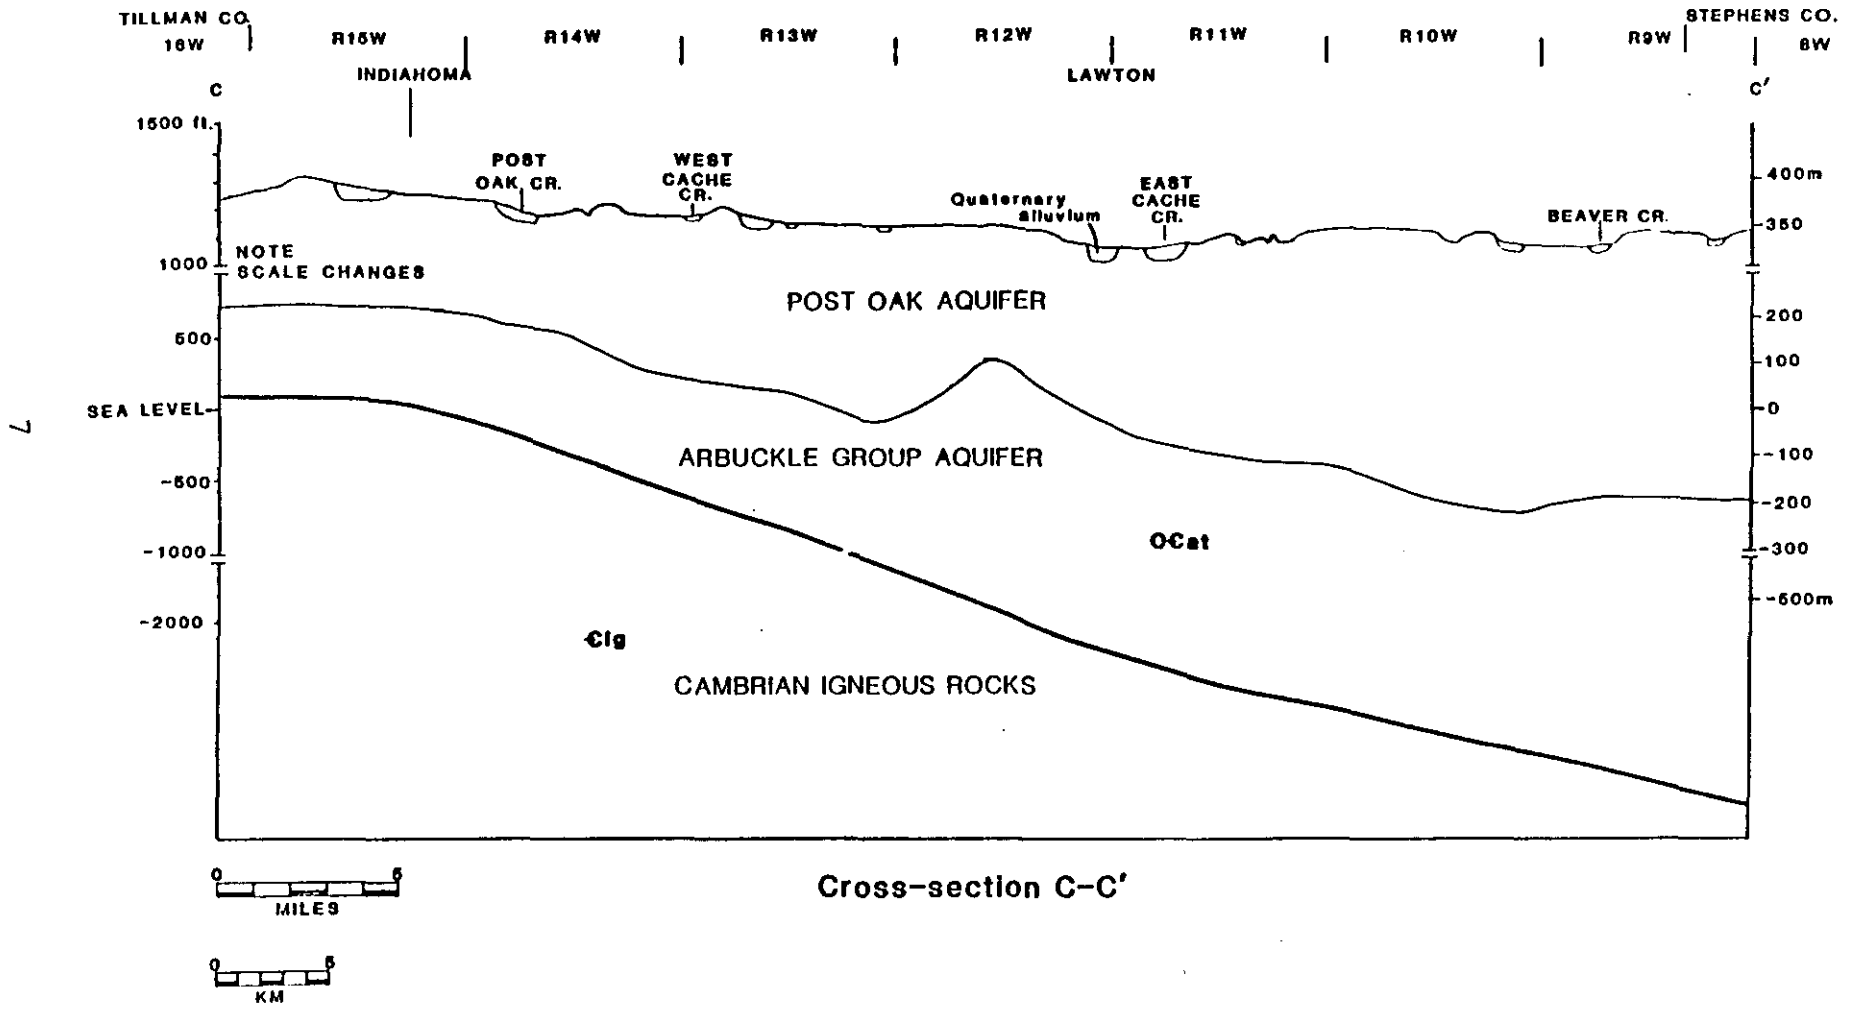 TILLMAN CO.
STEPHENS CO.
16W
R15W
R14W
R13W
R12W
R11W
R10W
R9W
8W
INDIAHOMA
LAWTON
C
C'
1500 ft.
POST
OAK CR.
WEST
CACHE
CR.
Quaternary
alluvium
EAST
CACHE
CR.
BEAVER CR.
400m
350
NOTE
SCALE CHANGES
1000
POST OAK AQUIFER
200
500
100
SEA LEVEL
0
7
ARBUCKLE GROUP AQUIFER
-100
-500
-200
O€at
-1000
-300
-500m
-2000
€ig
CAMBRIAN IGNEOUS ROCKS
0 5
MILES
Cross-section C-C'
0 5
KM